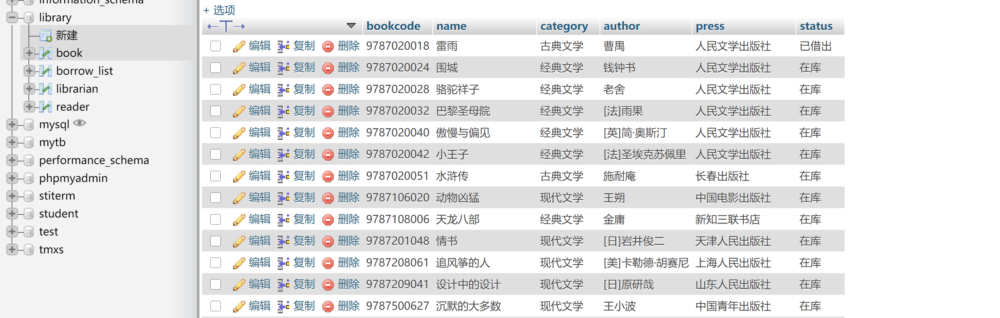 information_schema
library
新建
book
borrow_list
librarian
reader
mysql
mytb
performance_schema
phpmyadmin
stiterm
student
test
tmxs
+ 选项
←T→ bookcode name category author press status
编辑 复制 删除 9787020018 雷雨 古典文学 曹禺 人民文学出版社 已借出
编辑 复制 删除 9787020024 围城 经典文学 钱钟书 人民文学出版社 在库
编辑 复制 删除 9787020028 骆驼祥子 经典文学 老舍 人民文学出版社 在库
编辑 复制 删除 9787020032 巴黎圣母院 经典文学 [法]雨果 人民文学出版社 在库
编辑 复制 删除 9787020040 傲慢与偏见 经典文学 [英]简·奥斯汀 人民文学出版社 在库
编辑 复制 删除 9787020042 小王子 经典文学 [法]圣埃克苏佩里 人民文学出版社 在库
编辑 复制 删除 9787020051 水浒传 古典文学 施耐庵 长春出版社 在库
编辑 复制 删除 9787106020 动物凶猛 现代文学 王朔 中国电影出版社 在库
编辑 复制 删除 9787108006 天龙八部 经典文学 金庸 新知三联书店 在库
编辑 复制 删除 9787201048 情书 现代文学 [日]岩井俊二 天津人民出版社 在库
编辑 复制 删除 9787208061 追风筝的人 现代文学 [美]卡勒德·胡赛尼 上海人民出版社 在库
编辑 复制 删除 9787209041 设计中的设计 现代文学 [日]原研哉 山东人民出版社 在库
编辑 复制 删除 9787500627 沉默的大多数 现代文学 王小波 中国青年出版社 在库